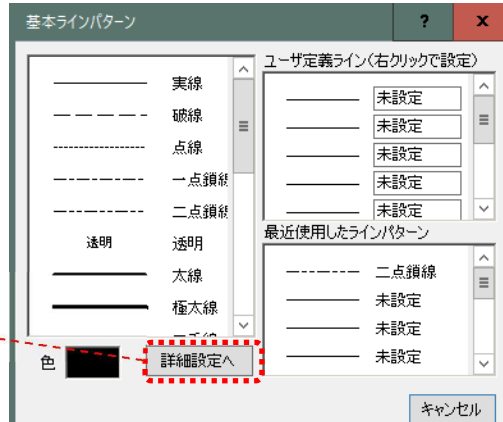 基本ラインパターン ? x
実線
破線
点線
一点鎖線
二点鎖線
透明 透明
太線
極太線
色
詳細設定へ
ユーザ定義ライン(右クリックで設定)
未設定
未設定
未設定
未設定
未設定
最近使用したラインパターン
二点鎖線
未設定
未設定
未設定
キャンセル